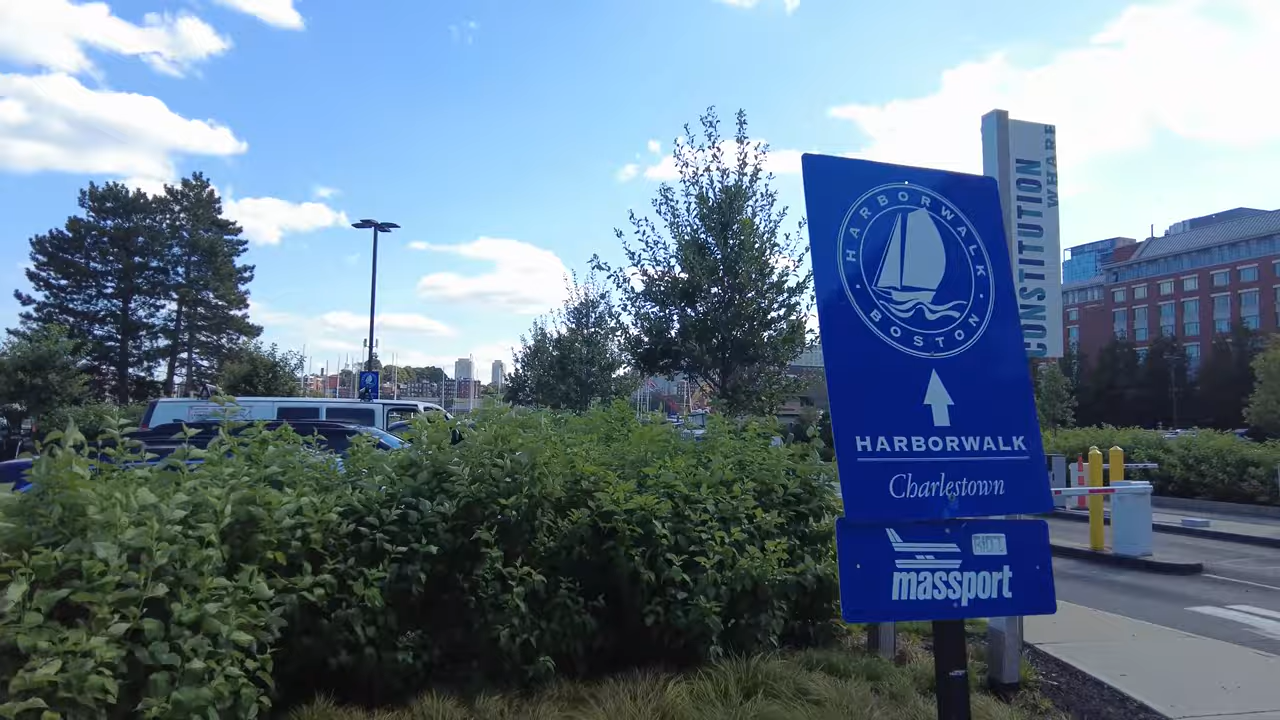 HARBORWALK
BOSTON
HARBORWALK
Charlestown
massport
CONSTITUTION
WHARF